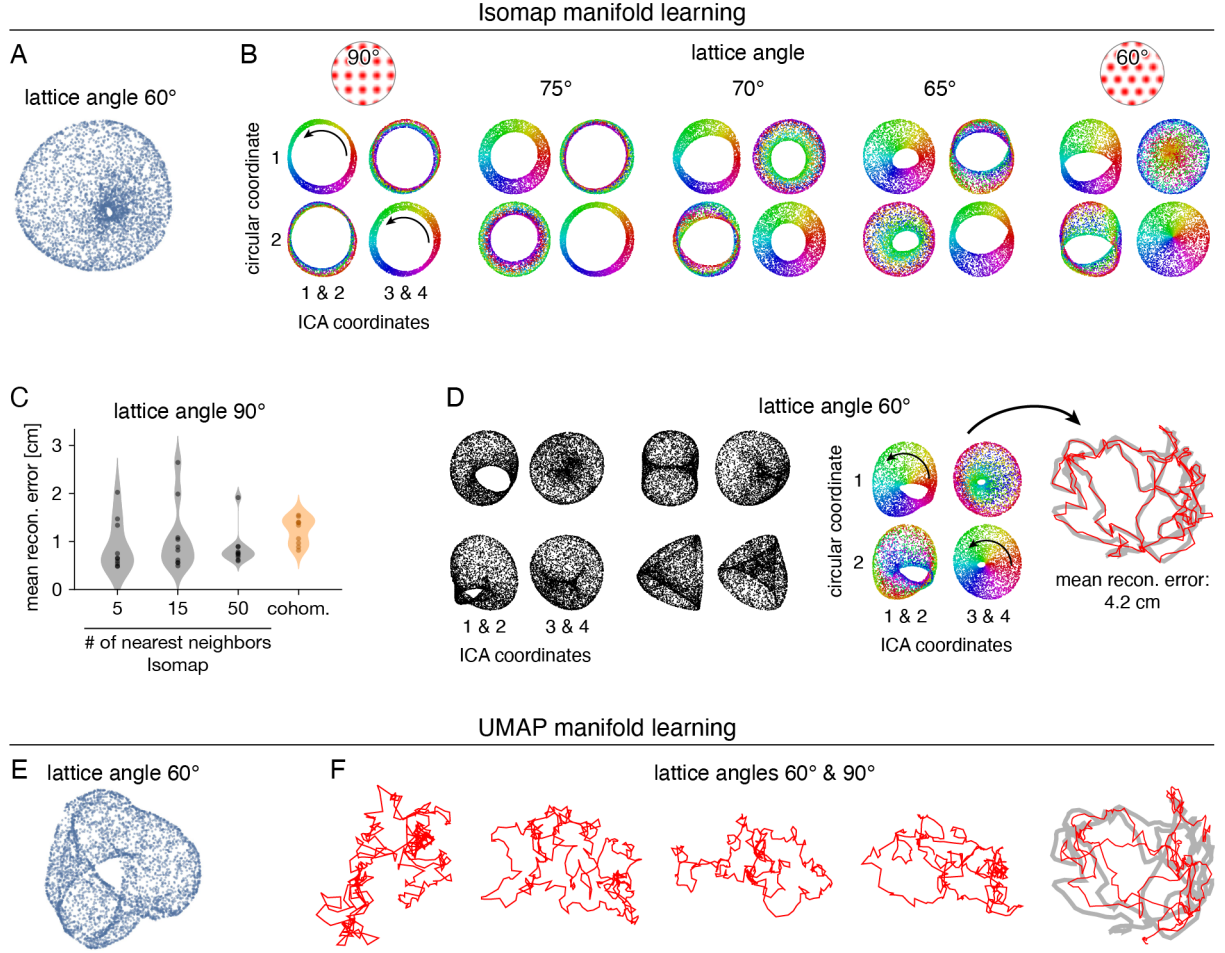 Isomap manifold learning
A
lattice angle 60°
B
lattice angle
90°
75°
70°
65°
60°
circular coordinate
1
2
1 & 2
3 & 4
ICA coordinates
C
lattice angle 90°
mean recon. error [cm]
3
2
1
0
5
15
50
cohom.
# of nearest neighbors
Isomap
D
lattice angle 60°
1 & 2
3 & 4
ICA coordinates
circular coordinate
1
2
1 & 2
3 & 4
ICA coordinates
mean recon. error:
4.2 cm
UMAP manifold learning
E
lattice angle 60°
F
lattice angles 60° & 90°